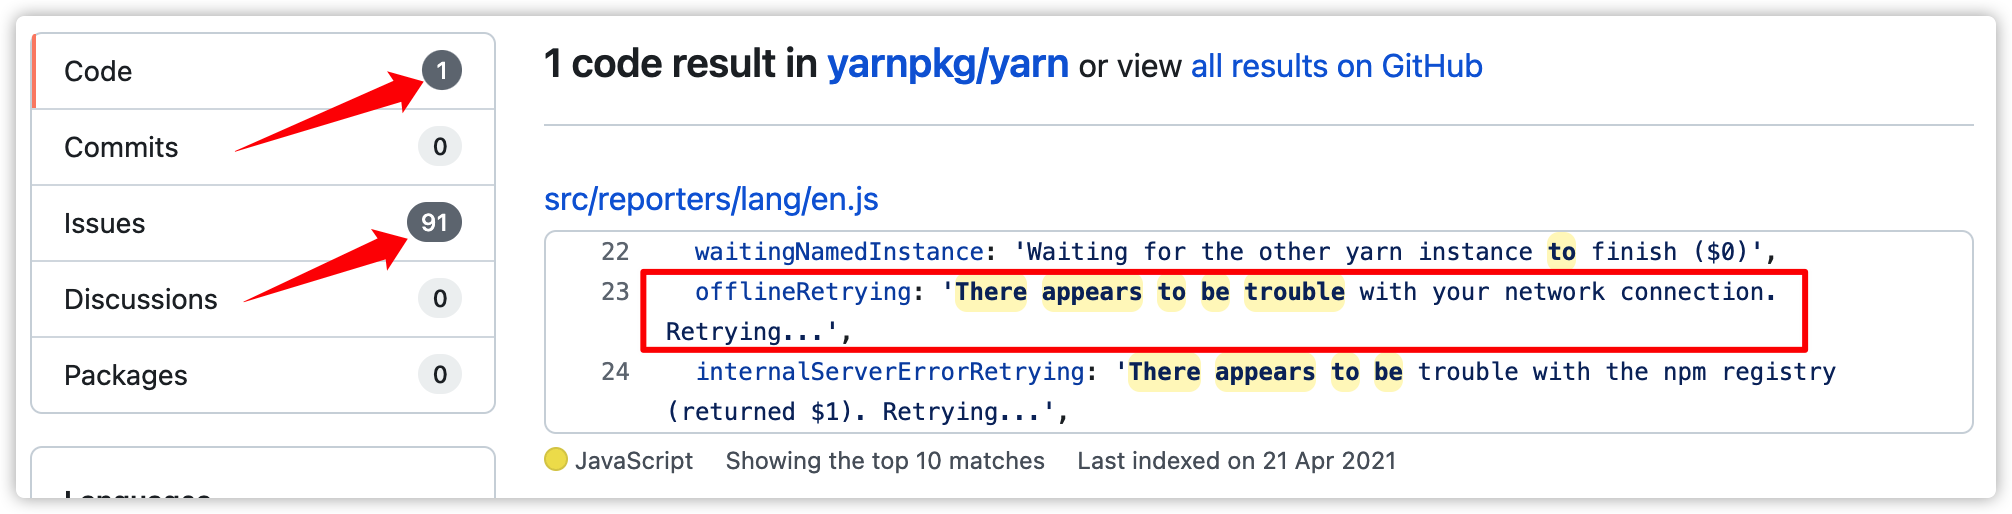 Code 1
Commits 0
Issues 91
Discussions 0
Packages 0
Languages
1 code result in yarnpkg/yarn or view all results on GitHub
src/reporters/lang/en.js
22 waitingNamedInstance: 'Waiting for the other yarn instance to finish ($0)',
23 offlineRetrying: 'There appears to be trouble with your network connection.
Retrying...',
24 internalServerErrorRetrying: 'There appears to be trouble with the npm registry
(returned $1). Retrying...',
JavaScript Showing the top 10 matches Last indexed on 21 Apr 2021